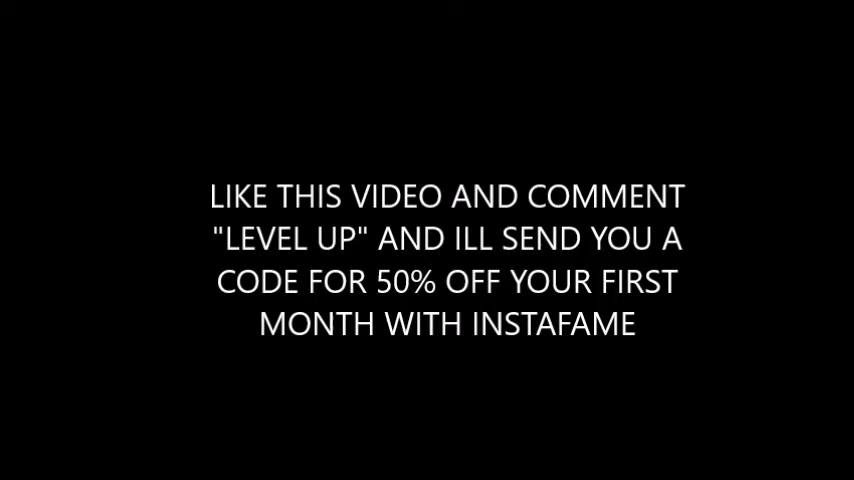 LIKE THIS VIDEO AND COMMENT
"LEVEL UP" AND ILL SEND YOU A
CODE FOR 50% OFF YOUR FIRST
MONTH WITH INSTAFAME